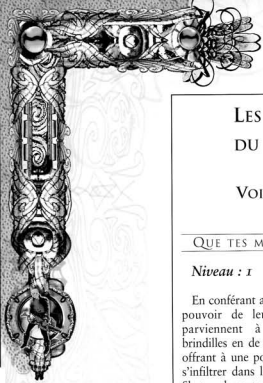 LES
DU
VOI
QUE TES M
Niveau : 1
En conférant a
pouvoir de leu
parviennent à
brindilles en de
offrant à une po
s'infiltrer dans l